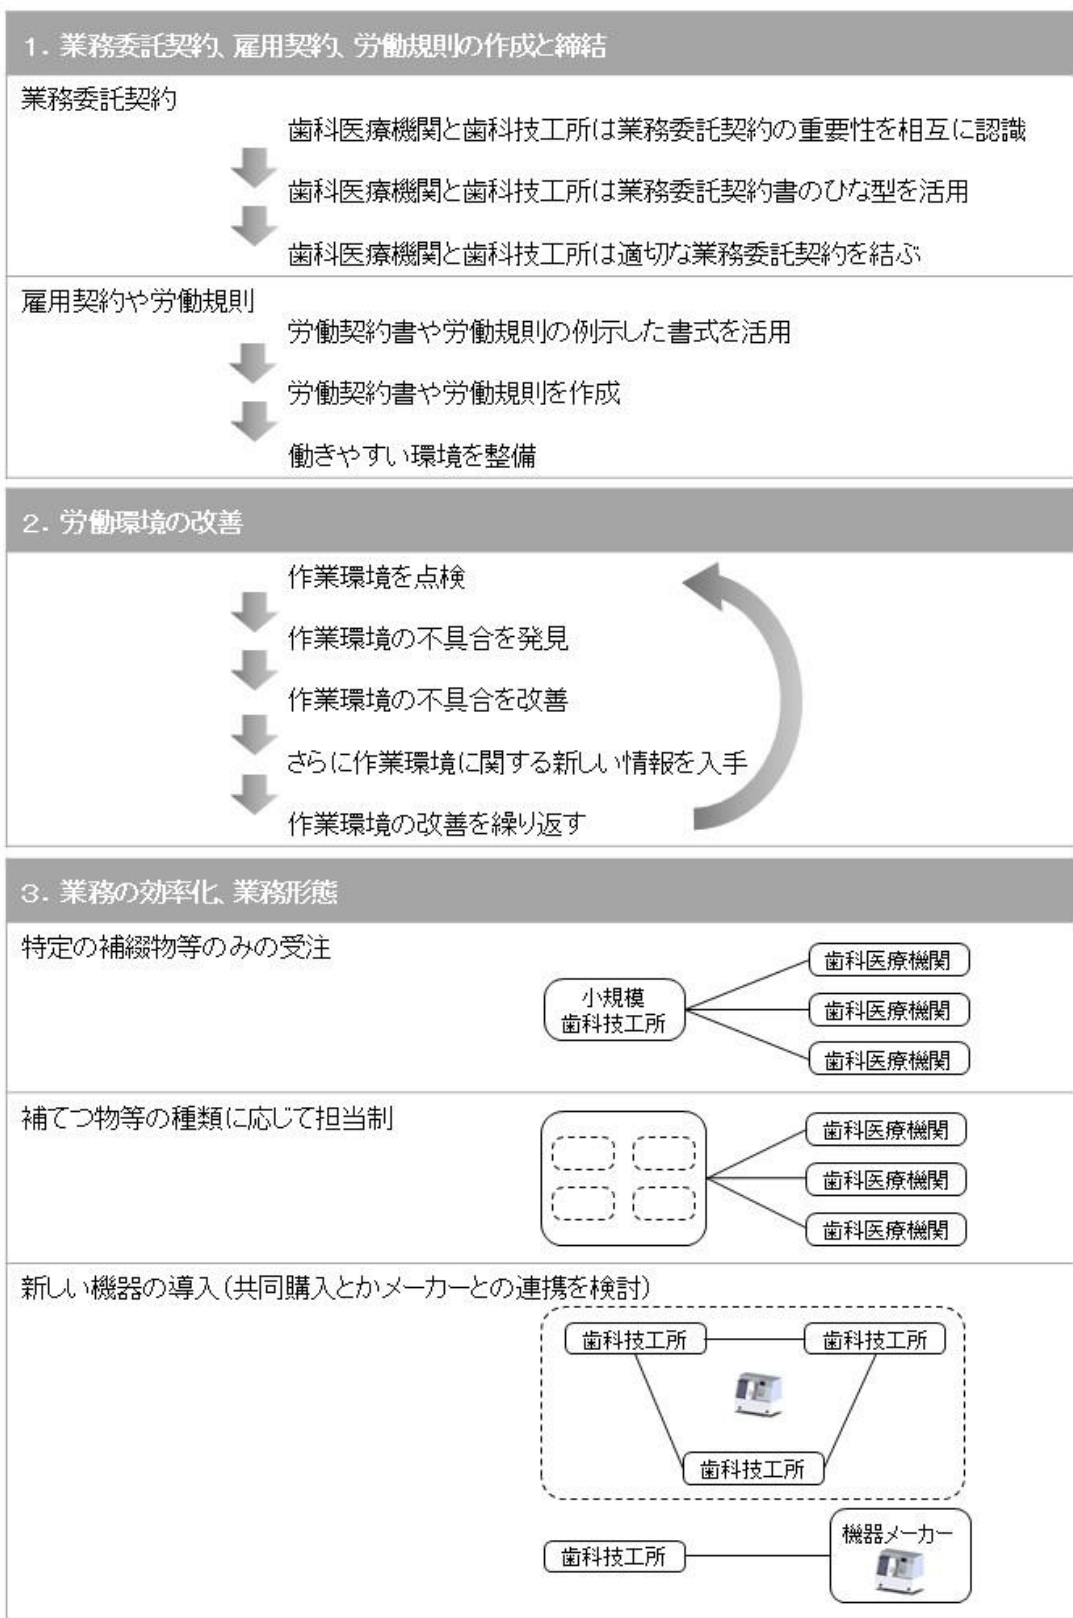 1．業務委託契約、雇用契約、労働規則の作成と締結
業務委託契約
歯科医療機関と歯科技工所は業務委託契約の重要性を相互に認識
歯科医療機関と歯科技工所は業務委託契約書のひな型を活用
歯科医療機関と歯科技工所は適切な業務委託契約を結ぶ
雇用契約や労働規則
労働契約書や労働規則の例示した書式を活用
労働契約書や労働規則を作成
働きやすい環境を整備
2．労働環境の改善
作業環境を点検
作業環境の不具合を発見
作業環境の不具合を改善
さらに作業環境に関する新しい情報を入手
作業環境の改善を繰り返す
3．業務の効率化、業務形態
特定の補綴物等のみの受注
小規模
歯科技工所
歯科医療機関
歯科医療機関
歯科医療機関
補てつ物等の種類に応じて担当制
歯科医療機関
歯科医療機関
歯科医療機関
新しい機器の導入（共同購入とかメーカーとの連携を検討）
歯科技工所
歯科技工所
歯科技工所
歯科技工所
機器メーカー